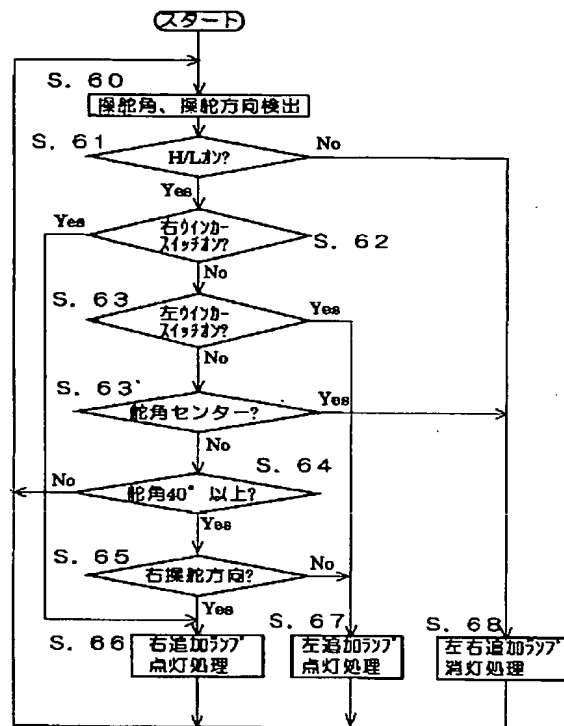 スタート
S. 60
操舵角、操舵方向検出
S. 61
H/Lオン?
No
Yes
Yes
右ウインカー
スイッチオン?
S. 62
No
S. 63
左ウインカー
スイッチオン?
Yes
No
S. 63'
舵角センター?
Yes
No
S. 64
No
舵角40°以上?
Yes
S. 65
右操舵方向?
No
Yes
S. 66
右追加ランプ
点灯処理
S. 67
左追加ランプ
点灯処理
S. 68
左右追加ランプ
消灯処理